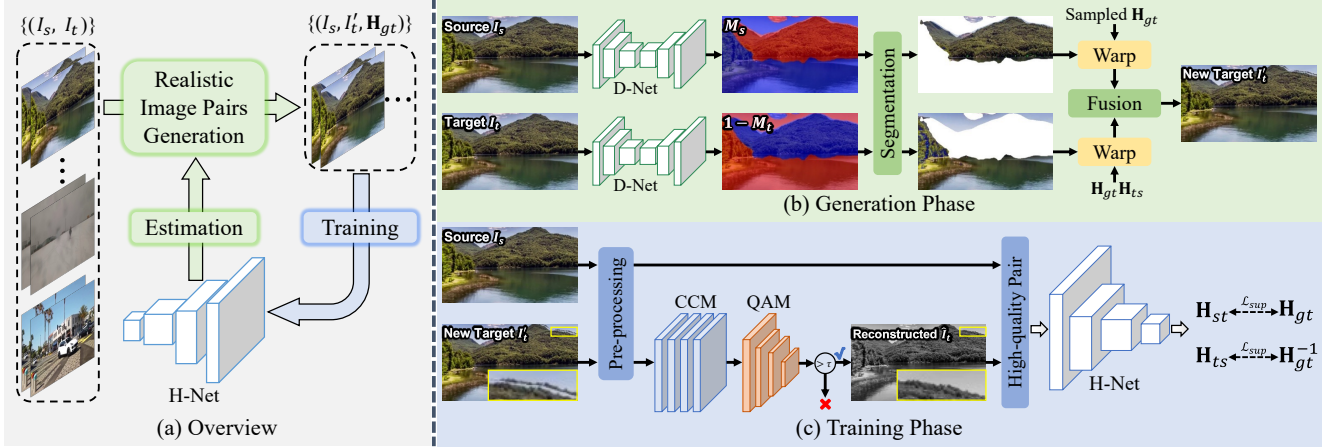 {(I_s, I_t)}
{(I_s, I'_t, H_gt)}
Realistic
Image Pairs
Generation
Estimation
Training
H-Net
(a) Overview
Source I_s
D-Net
M_s
Segmentation
Sampled H_gt
Warp
Fusion
New Target I'_t
Target I_t
D-Net
1 − M_t
Warp
H_gt H_ts
(b) Generation Phase
Source I_s
Pre-processing
New Target I'_t
CCM
QAM
> τ
Reconstructed Î_t
High-quality Pair
H-Net
H_st ℒ_sup H_gt
H_ts ℒ_sup H_gt^−1
(c) Training Phase